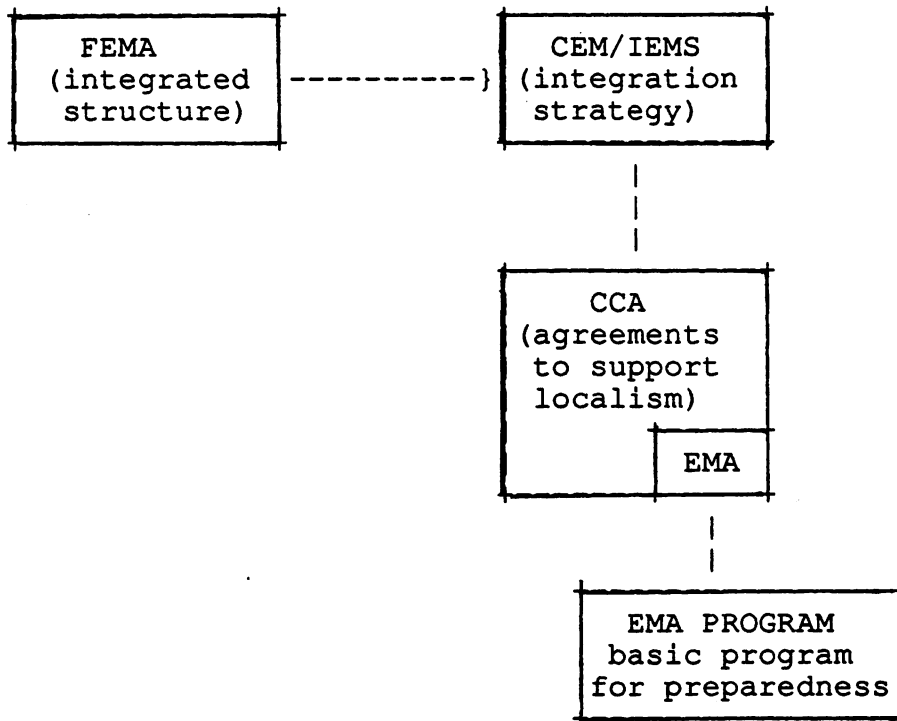 FEMA
(integrated
structure)
CEM/IEMS
(integration
strategy)
CCA
(agreements
to support
localism)
EMA
EMA PROGRAM
basic program
for preparedness